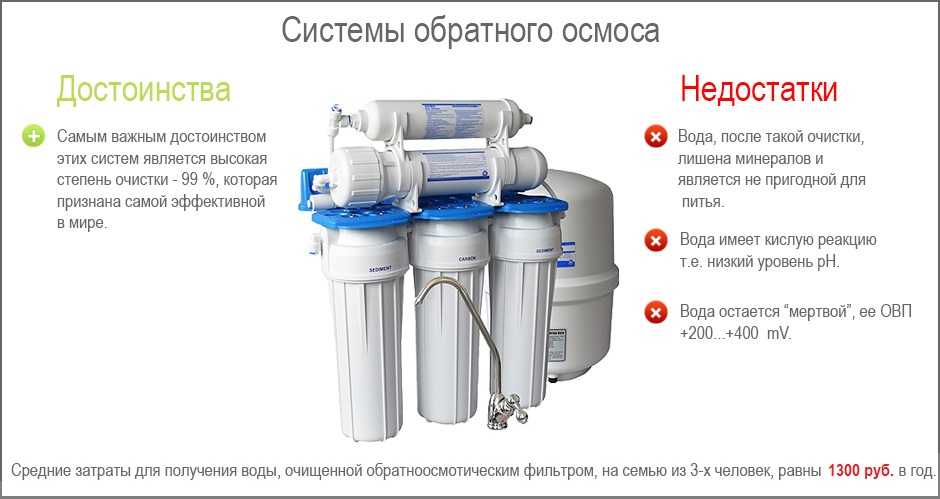 Системы обратного осмоса
Достоинства
Самым важным достоинством
этих систем является высокая
степень очистки - 99 %, которая
признана самой эффективной
в мире.
Недостатки
Вода, после такой очистки,
лишена минералов и
является не пригодной для
питья.
Вода имеет кислую реакцию
т.е. низкий уровень pH.
Вода остается “мертвой”, ее ОВП
+200...+400 mV.
SEDIMENT
CARBON
SEDIMENT
Средние затраты для получения воды, очищенной обратноосмотическим фильтром, на семью из 3-х человек, равны 1300 руб. в год.